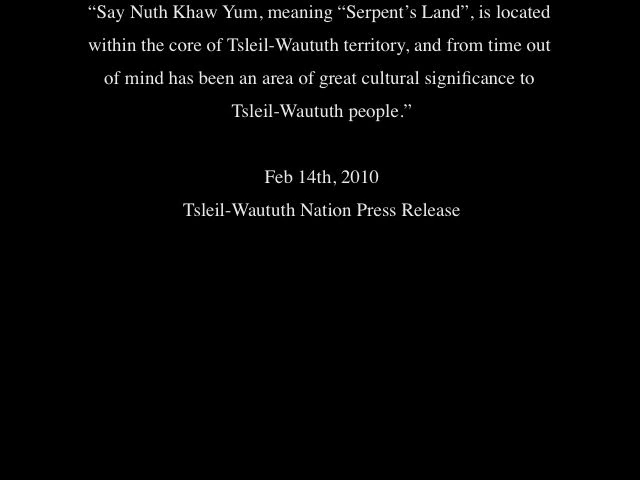 “Say Nuth Khaw Yum, meaning “Serpent’s Land”, is located
within the core of Tsleil-Waututh territory, and from time out
of mind has been an area of great cultural significance to
Tsleil-Waututh people.”
Feb 14th, 2010
Tsleil-Waututh Nation Press Release